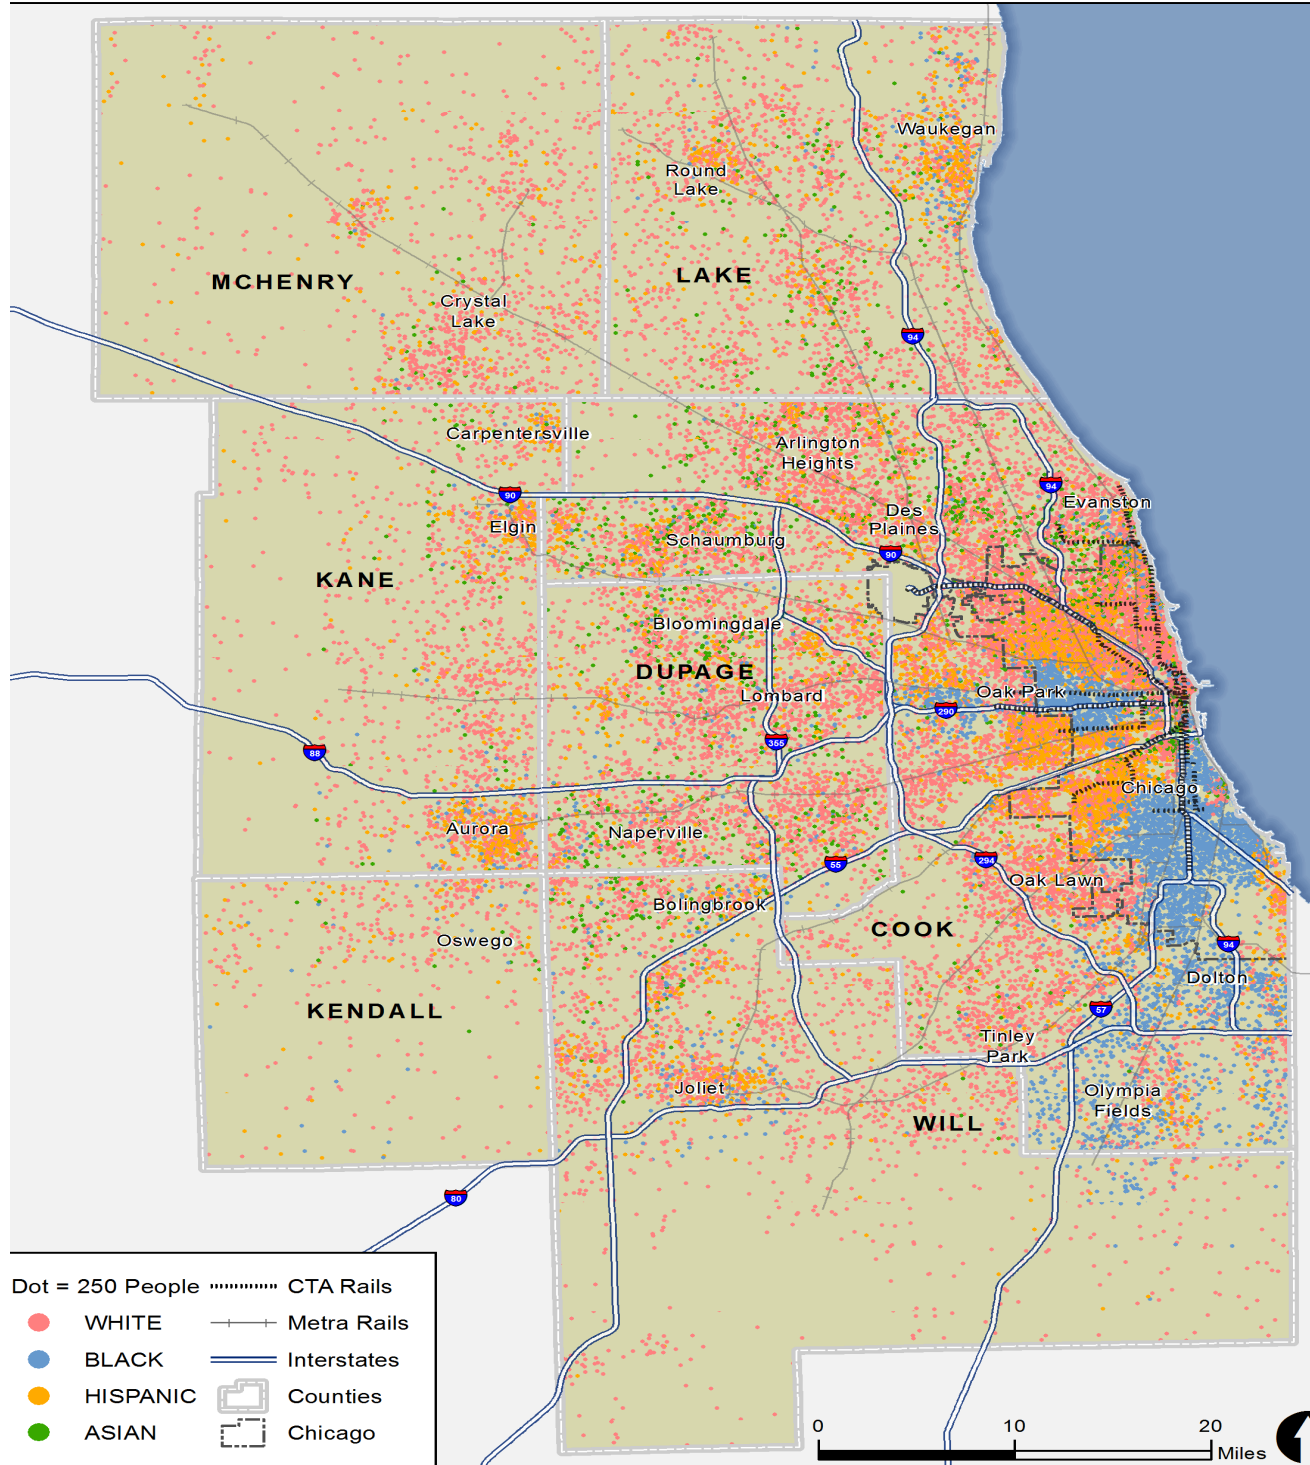 Waukegan
Round
Lake
MCHENRY
LAKE
Crystal
Lake
94
Carpentersville
Arlington
Heights
94
Evanston
90
Elgin
Des
Plaines
Schaumburg
90
KANE
Bloomingdale
DUPAGE
Lombard
Oak Park
290
355
88
Chicago
Aurora
Naperville
55
294
Oak Lawn
Bolingbrook
COOK
Oswego
94
Dolton
KENDALL
57
Tinley
Park
Joliet
Olympia
Fields
WILL
80
Dot = 250 People
CTA Rails
WHITE
Metra Rails
BLACK
Interstates
HISPANIC
Counties
ASIAN
Chicago
0 10 20
Miles